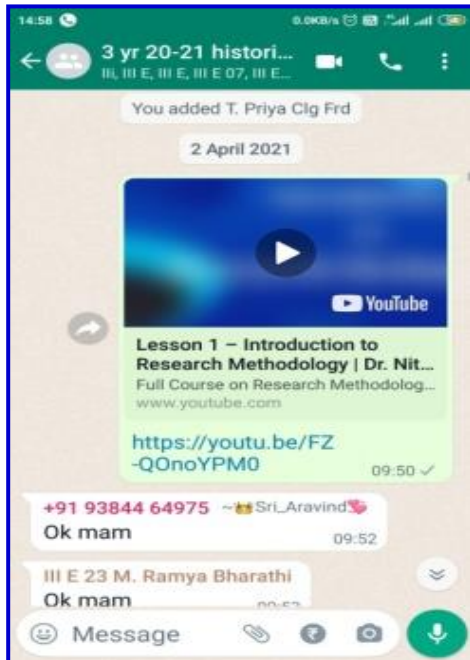 14:58
0.0KB/s
3 yr 20-21 histori...
III, III E, III E, III E 07, III E...
You added T. Priya Clg Frd
2 April 2021
YouTube
Lesson 1 – Introduction to
Research Methodology | Dr. Nit...
Full Course on Research Methodolog...
www.youtube.com
https://youtu.be/FZ
-QOnoYPM0
09:50
+91 93844 64975 ~Sri_Aravind
Ok mam
09:52
III E 23 M. Ramya Bharathi
Ok mam
Message